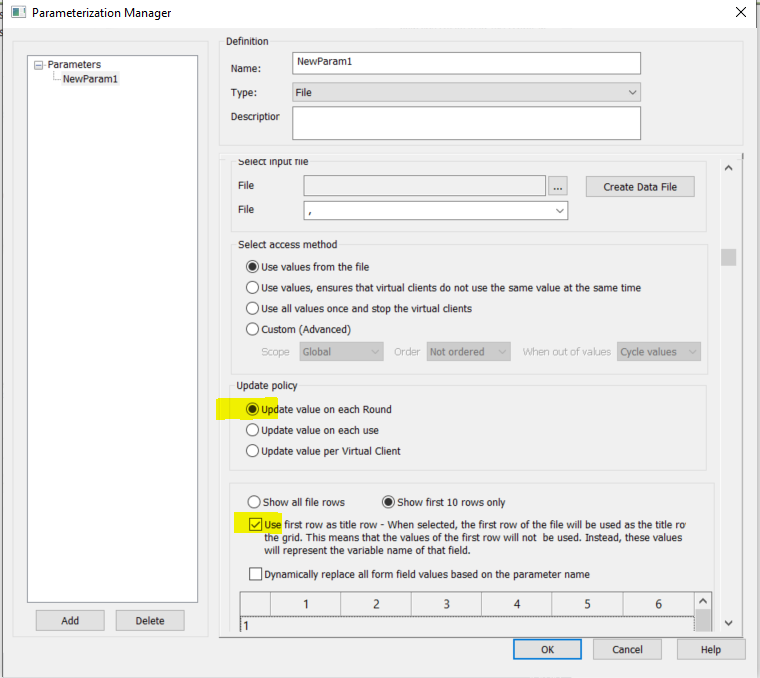 Parameterization Manager
Parameters
NewParam1
Add
Delete
Definition
Name:
NewParam1
Type:
File
Descriptior
Select input file
File
...
Create Data File
File
,
Select access method
Use values from the file
Use values, ensures that virtual clients do not use the same value at the same time
Use all values once and stop the virtual clients
Custom (Advanced)
Scope Global Order Not ordered When out of values Cycle values
Update policy
Update value on each Round
Update value on each use
Update value per Virtual Client
Show all file rows Show first 10 rows only
Use first row as title row - When selected, the first row of the file will be used as the title rov
the grid. This means that the values of the first row will not be used. Instead, these values
will represent the variable name of that field.
Dynamically replace all form field values based on the parameter name
1 2 3 4 5 6
1
OK Cancel Help